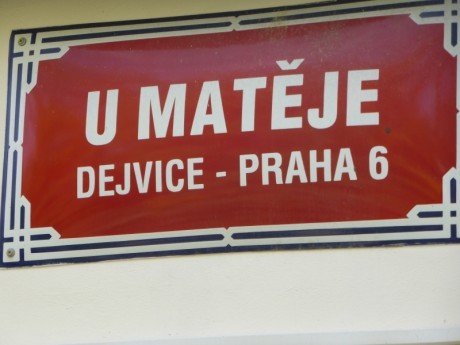 U MATĚJE
DEJVICE - PRAHA 6